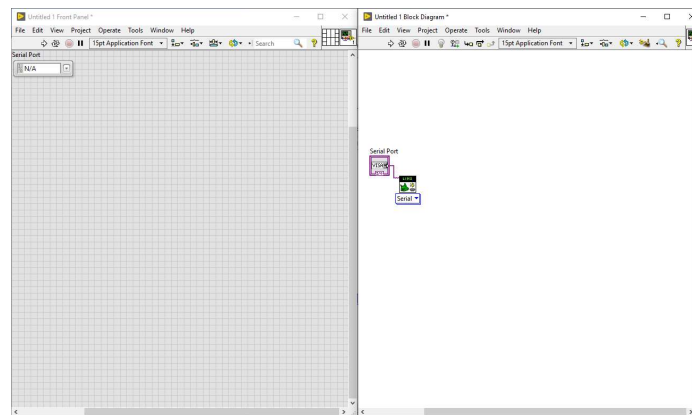 Untitled 1 Front Panel *
File Edit View Project Operate Tools Window Help
15pt Application Font
Search
Serial Port
N/A
Untitled 1 Block Diagram *
File Edit View Project Operate Tools Window Help
15pt Application Font
Serial Port
VISA
LINX
Serial